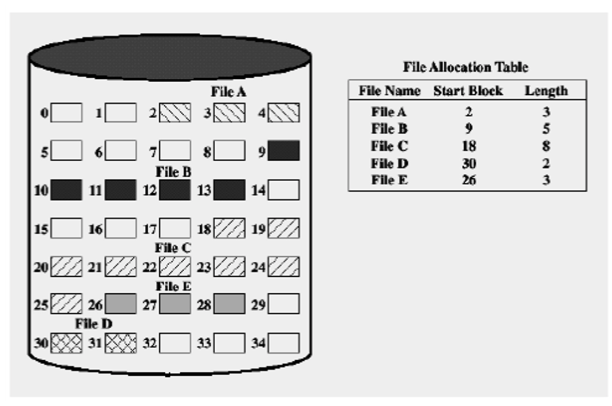 File A
0 1 2 3 4
5 6 7 8 9
File B
10 11 12 13 14
15 16 17 18 19
File C
20 21 22 23 24
File E
25 26 27 28 29
File D
30 31 32 33 34
File Allocation Table
File Name Start Block Length
File A 2 3
File B 9 5
File C 18 8
File D 30 2
File E 26 3